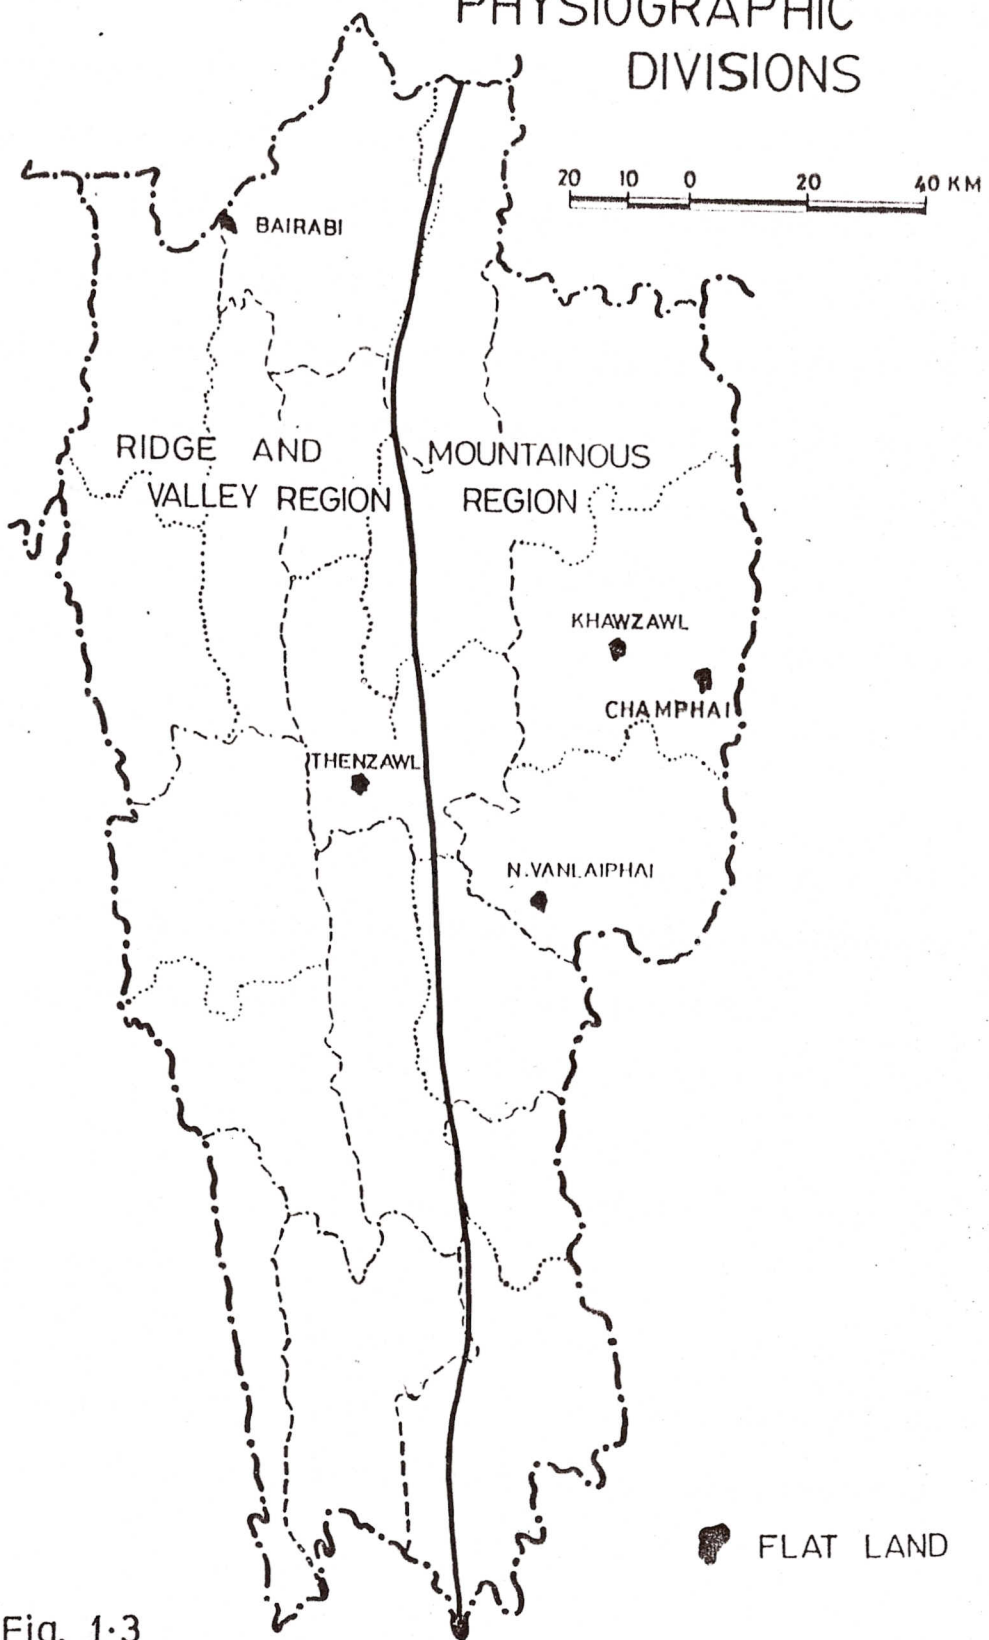 PHYSIOGRAPHIC
DIVISIONS
20 10 0 20 40 KM
BAIRABI
RIDGE AND
VALLEY REGION
MOUNTAINOUS
REGION
KHAWZAWL
CHAMPHAI
THENZAWL
N.VANLAIPHAI
FLAT LAND
Fig. 1·3